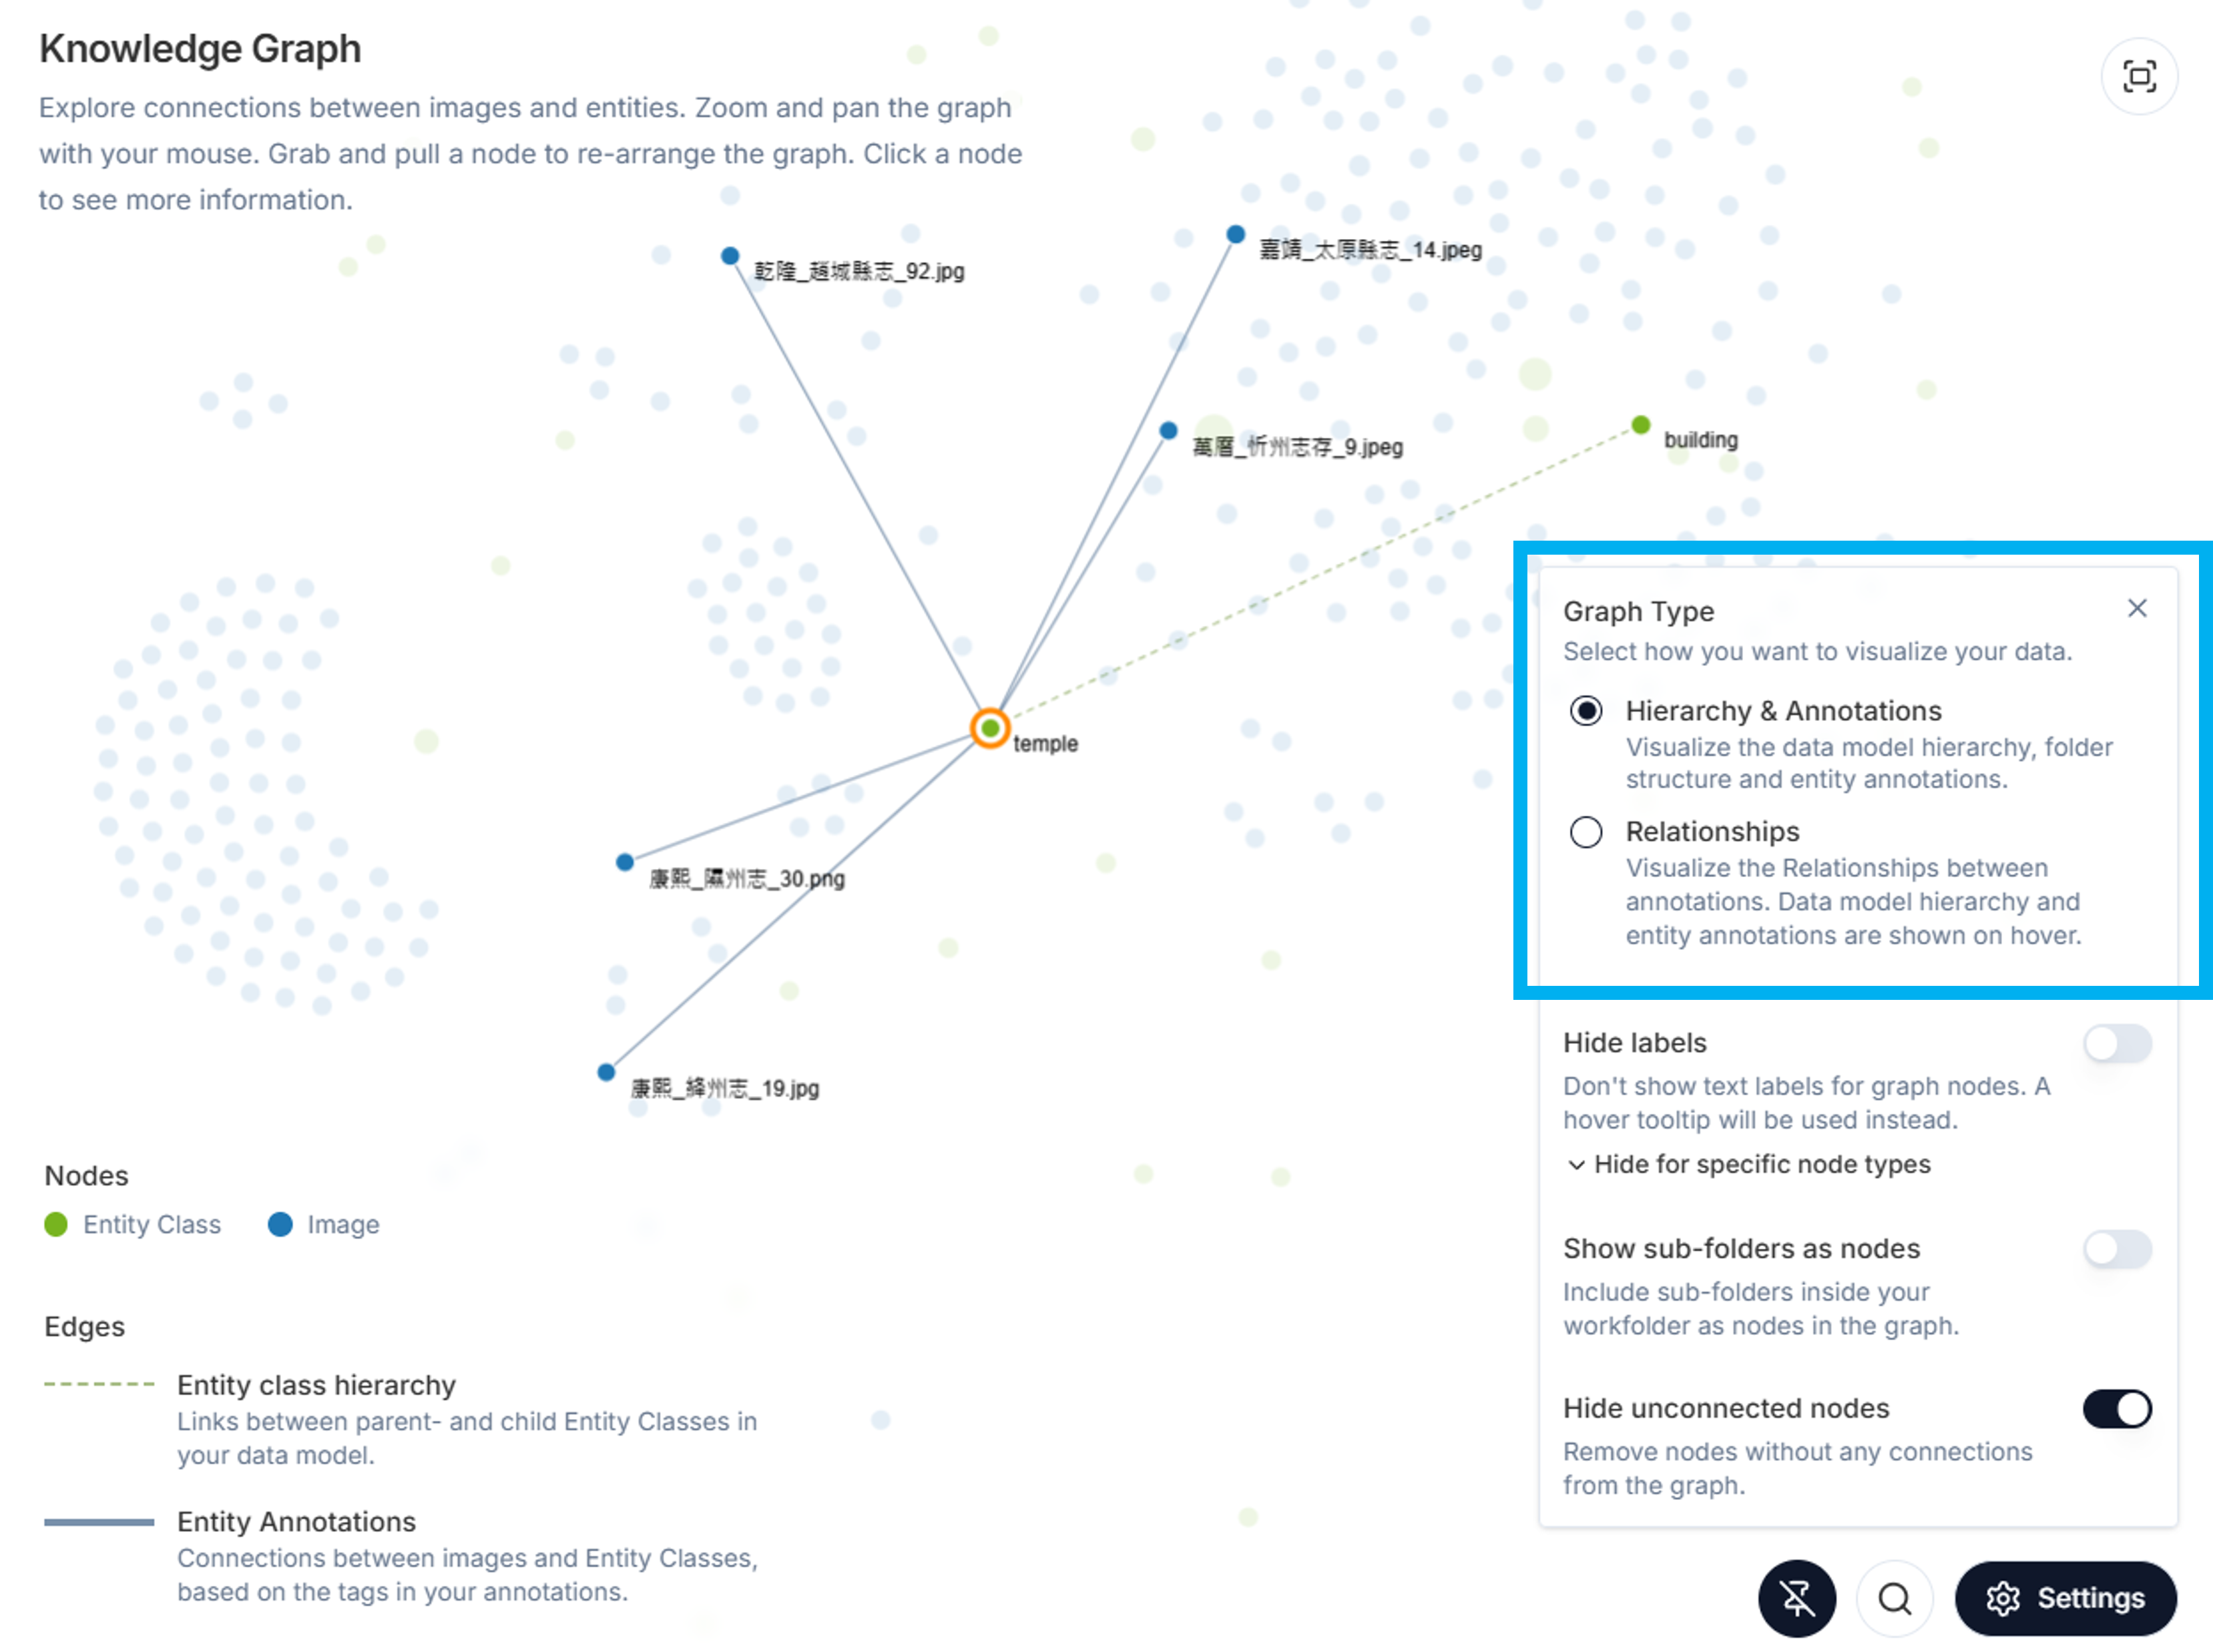 Knowledge Graph
Explore connections between images and entities. Zoom and pan the graph
with your mouse. Grab and pull a node to re-arrange the graph. Click a node
to see more information.
乾隆_趙城縣志_92.jpg
嘉靖_太原縣志_14.jpeg
萬曆_忻州志存_9.jpeg
building
temple
康熙_隰州志_30.png
康熙_絳州志_19.jpg
Graph Type
Select how you want to visualize your data.
Hierarchy & Annotations
Visualize the data model hierarchy, folder
structure and entity annotations.
Relationships
Visualize the Relationships between
annotations. Data model hierarchy and
entity annotations are shown on hover.
Hide labels
Don't show text labels for graph nodes. A
hover tooltip will be used instead.
Hide for specific node types
Show sub-folders as nodes
Include sub-folders inside your
workfolder as nodes in the graph.
Hide unconnected nodes
Remove nodes without any connections
from the graph.
Settings
Nodes
Entity Class
Image
Edges
Entity class hierarchy
Links between parent- and child Entity Classes in
your data model.
Entity Annotations
Connections between images and Entity Classes,
based on the tags in your annotations.